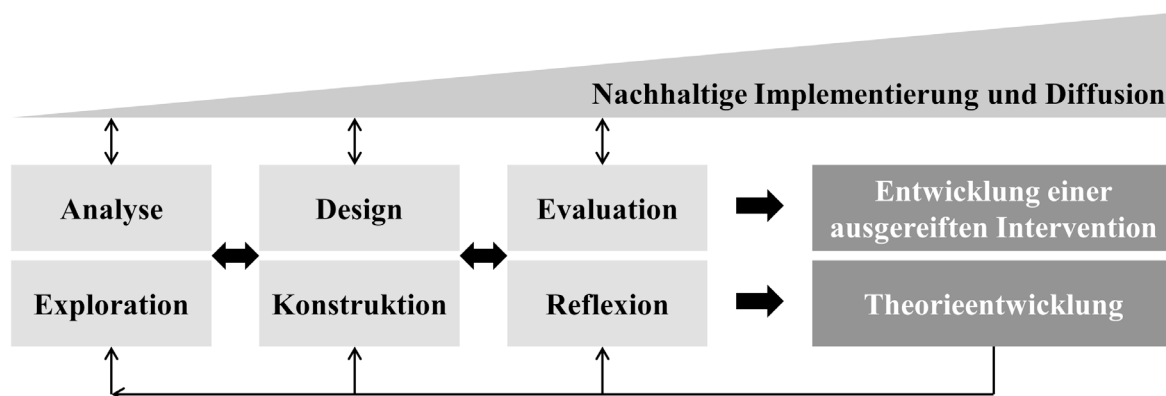 Nachhaltige Implementierung und Diffusion
Analyse
Design
Evaluation
Entwicklung einer
ausgereiften Intervention
Exploration
Konstruktion
Reflexion
Theorieentwicklung